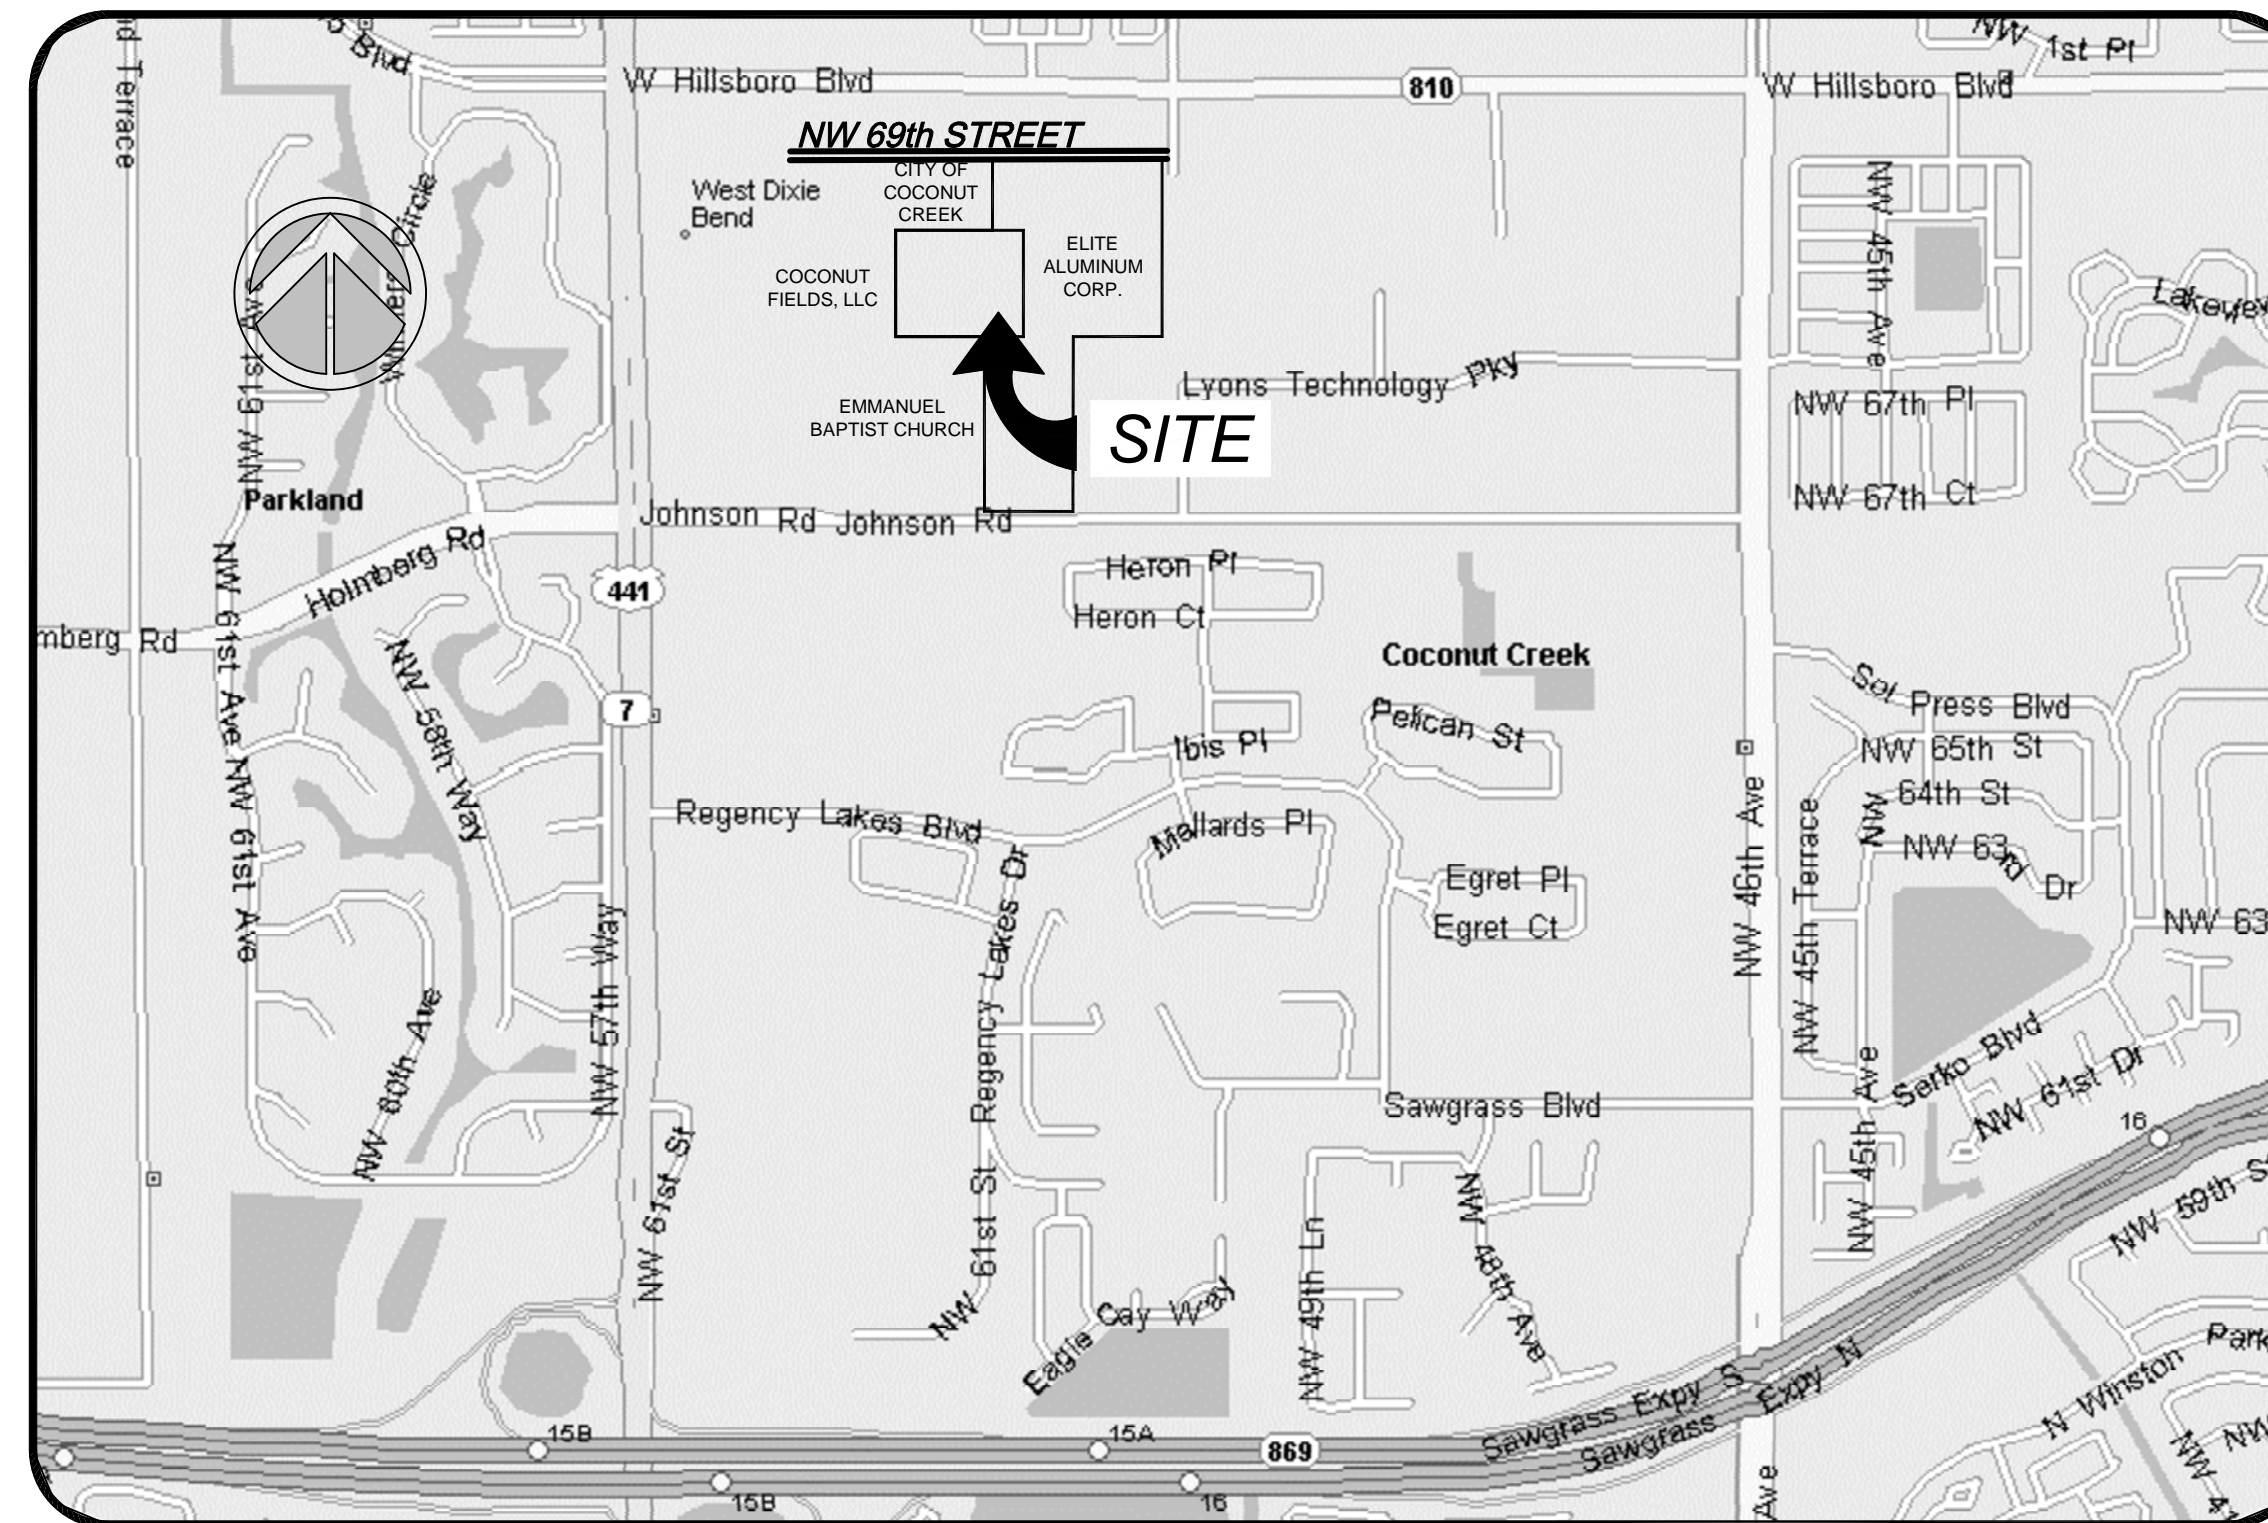 Blvd
W Hillsboro Blvd
810
W Hillsboro Blvd
NW 1st Pl
Terrace
NW 69th STREET
CITY OF
COCONUT
CREEK
West Dixie
Bend
ELITE
ALUMINUM
CORP.
COCONUT
FIELDS, LLC
EMMANUEL
BAPTIST CHURCH
SITE
Circle
NW 61st Ave
Parkland
Lyons Technology Pky
NW 45th Ave
NW 67th Pl
NW 67th Ct
Johnson Rd Johnson Rd
Holmberg Rd
mberg Rd
441
7
Heron Pl
Heron Ct
Coconut Creek
Pelican St
Ibis Pl
Regency Lakes Blvd
Mallards Pl
Egret Pl
Egret Ct
Sol Press Blvd
NW 65th St
NW 64th St
NW 63rd Dr
NW 63
NW 61st Ave NW 61st Ave
NW 58th Way
NW 57th Way
NW 80th Ave
Regency Lakes Dr
NW 61st St
NW 61st St
NW 46th Ave
NW 45th Terrace
NW 45th Ave
Serko Blvd
NW 61st Dr
Sawgrass Blvd
NW 49th Ln
NW 48th Ave
Eagle Cay Way
16
NW 59th S
Park
N Winston
NW
NW
Sawgrass Expy S
Sawgrass Expy N
Ave
15B
15A
869
15B
16